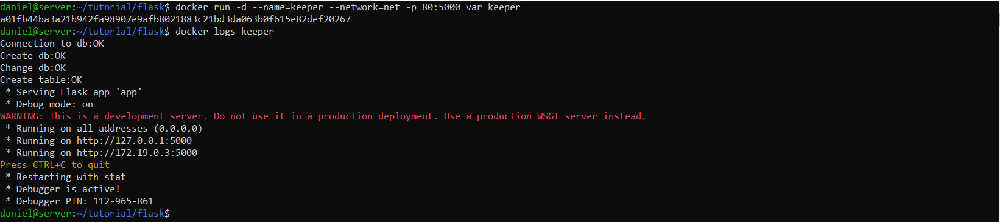 daniel@server:~/tutorial/flask$ docker run -d --name=keeper --network=net -p 80:5000 var_keeper
a01fb44ba3a21b942fa98907e9afb8021883c21bd3da063b0f615e82def20267
daniel@server:~/tutorial/flask$ docker logs keeper
Connection to db:OK
Create db:OK
Change db:OK
Create table:OK
 * Serving Flask app 'app'
 * Debug mode: on
WARNING: This is a development server. Do not use it in a production deployment. Use a production WSGI server instead.
 * Running on all addresses (0.0.0.0)
 * Running on http://127.0.0.1:5000
 * Running on http://172.19.0.3:5000
Press CTRL+C to quit
 * Restarting with stat
 * Debugger is active!
 * Debugger PIN: 112-965-861
daniel@server:~/tutorial/flask$